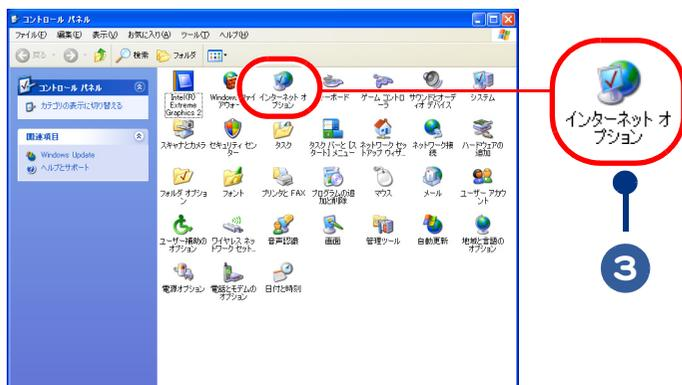 コントロール パネル
ファイル(F) 編集(E) 表示(V) お気に入り(A) ツール(T) ヘルプ(H)
戻る 検索 フォルダ
コントロール パネル
カテゴリの表示に切り替える
関連項目
Windows Update
ヘルプとサポート
Intel(R)
Extreme
Graphics 2
Windows ファイ
アウォー
インターネット オ
プション
ーボード
ゲーム コントロ
ーラ
サウンドとオーデ
ィオ デバイス
システム
スキャナとカメラ
セキュリティ セン
ター
タスク
タスク バーと [ス
タート] メニュー
ネットワーク セッ
トアップ ウィザ...
ネットワーク接
続
ハードウェアの
追加
フォルダ オプショ
ン
フォント
プリンタと FAX
プログラムの追
加と削除
マウス
メール
ユーザー アカウ
ント
ユーザー補助の
オプション
ワイヤレス ネッ
トワーク セット...
音声認識
画面
管理ツール
自動更新
地域と言語の
オプション
電源オプション
電話とモデムの
オプション
日付と時刻
インターネット オ
プション
3